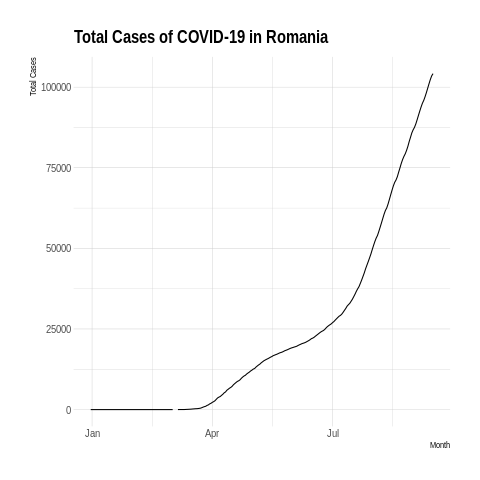 Total Cases of COVID-19 in Romania
Total Cases
100000
75000
50000
25000
0
Jan Apr Jul
Month